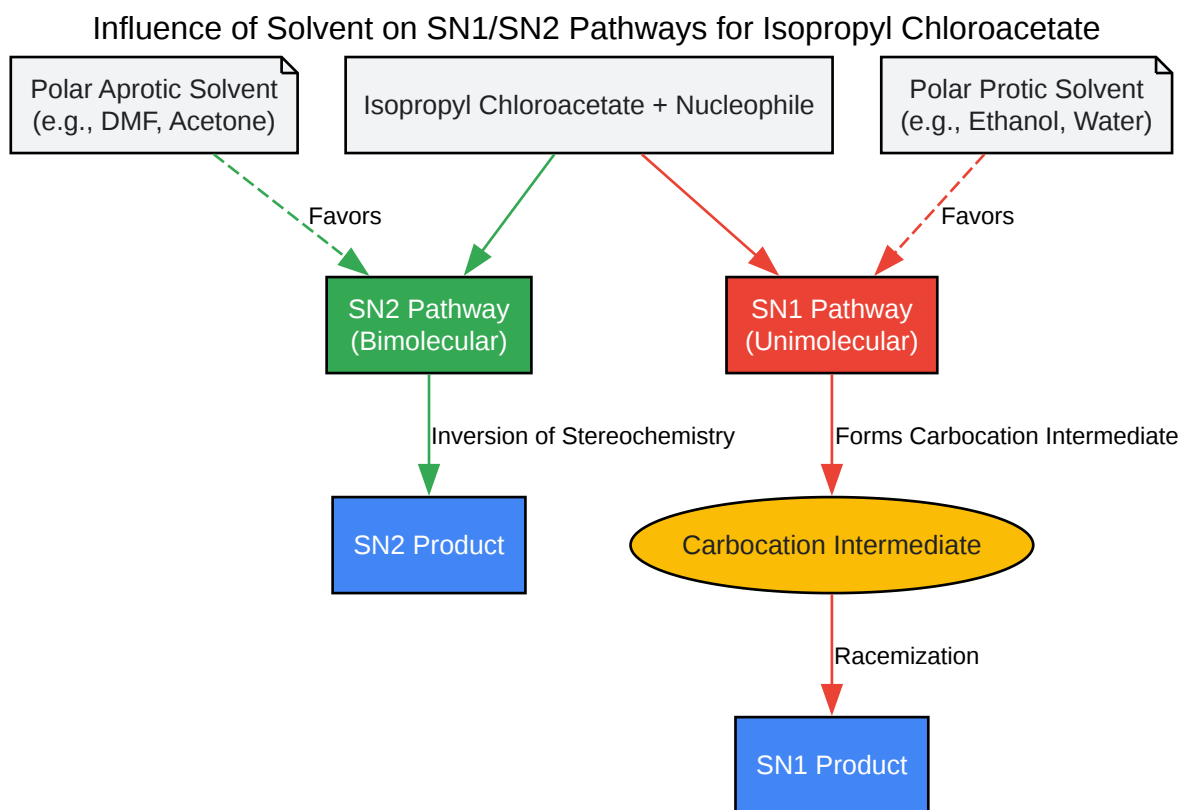 Influence of Solvent on SN1/SN2 Pathways for Isopropyl Chloroacetate
Polar Aprotic Solvent
(e.g., DMF, Acetone)
Isopropyl Chloroacetate + Nucleophile
Polar Protic Solvent
(e.g., Ethanol, Water)
Favors
Favors
SN2 Pathway
(Bimolecular)
SN1 Pathway
(Unimolecular)
Inversion of Stereochemistry
Forms Carbocation Intermediate
SN2 Product
Carbocation Intermediate
Racemization
SN1 Product